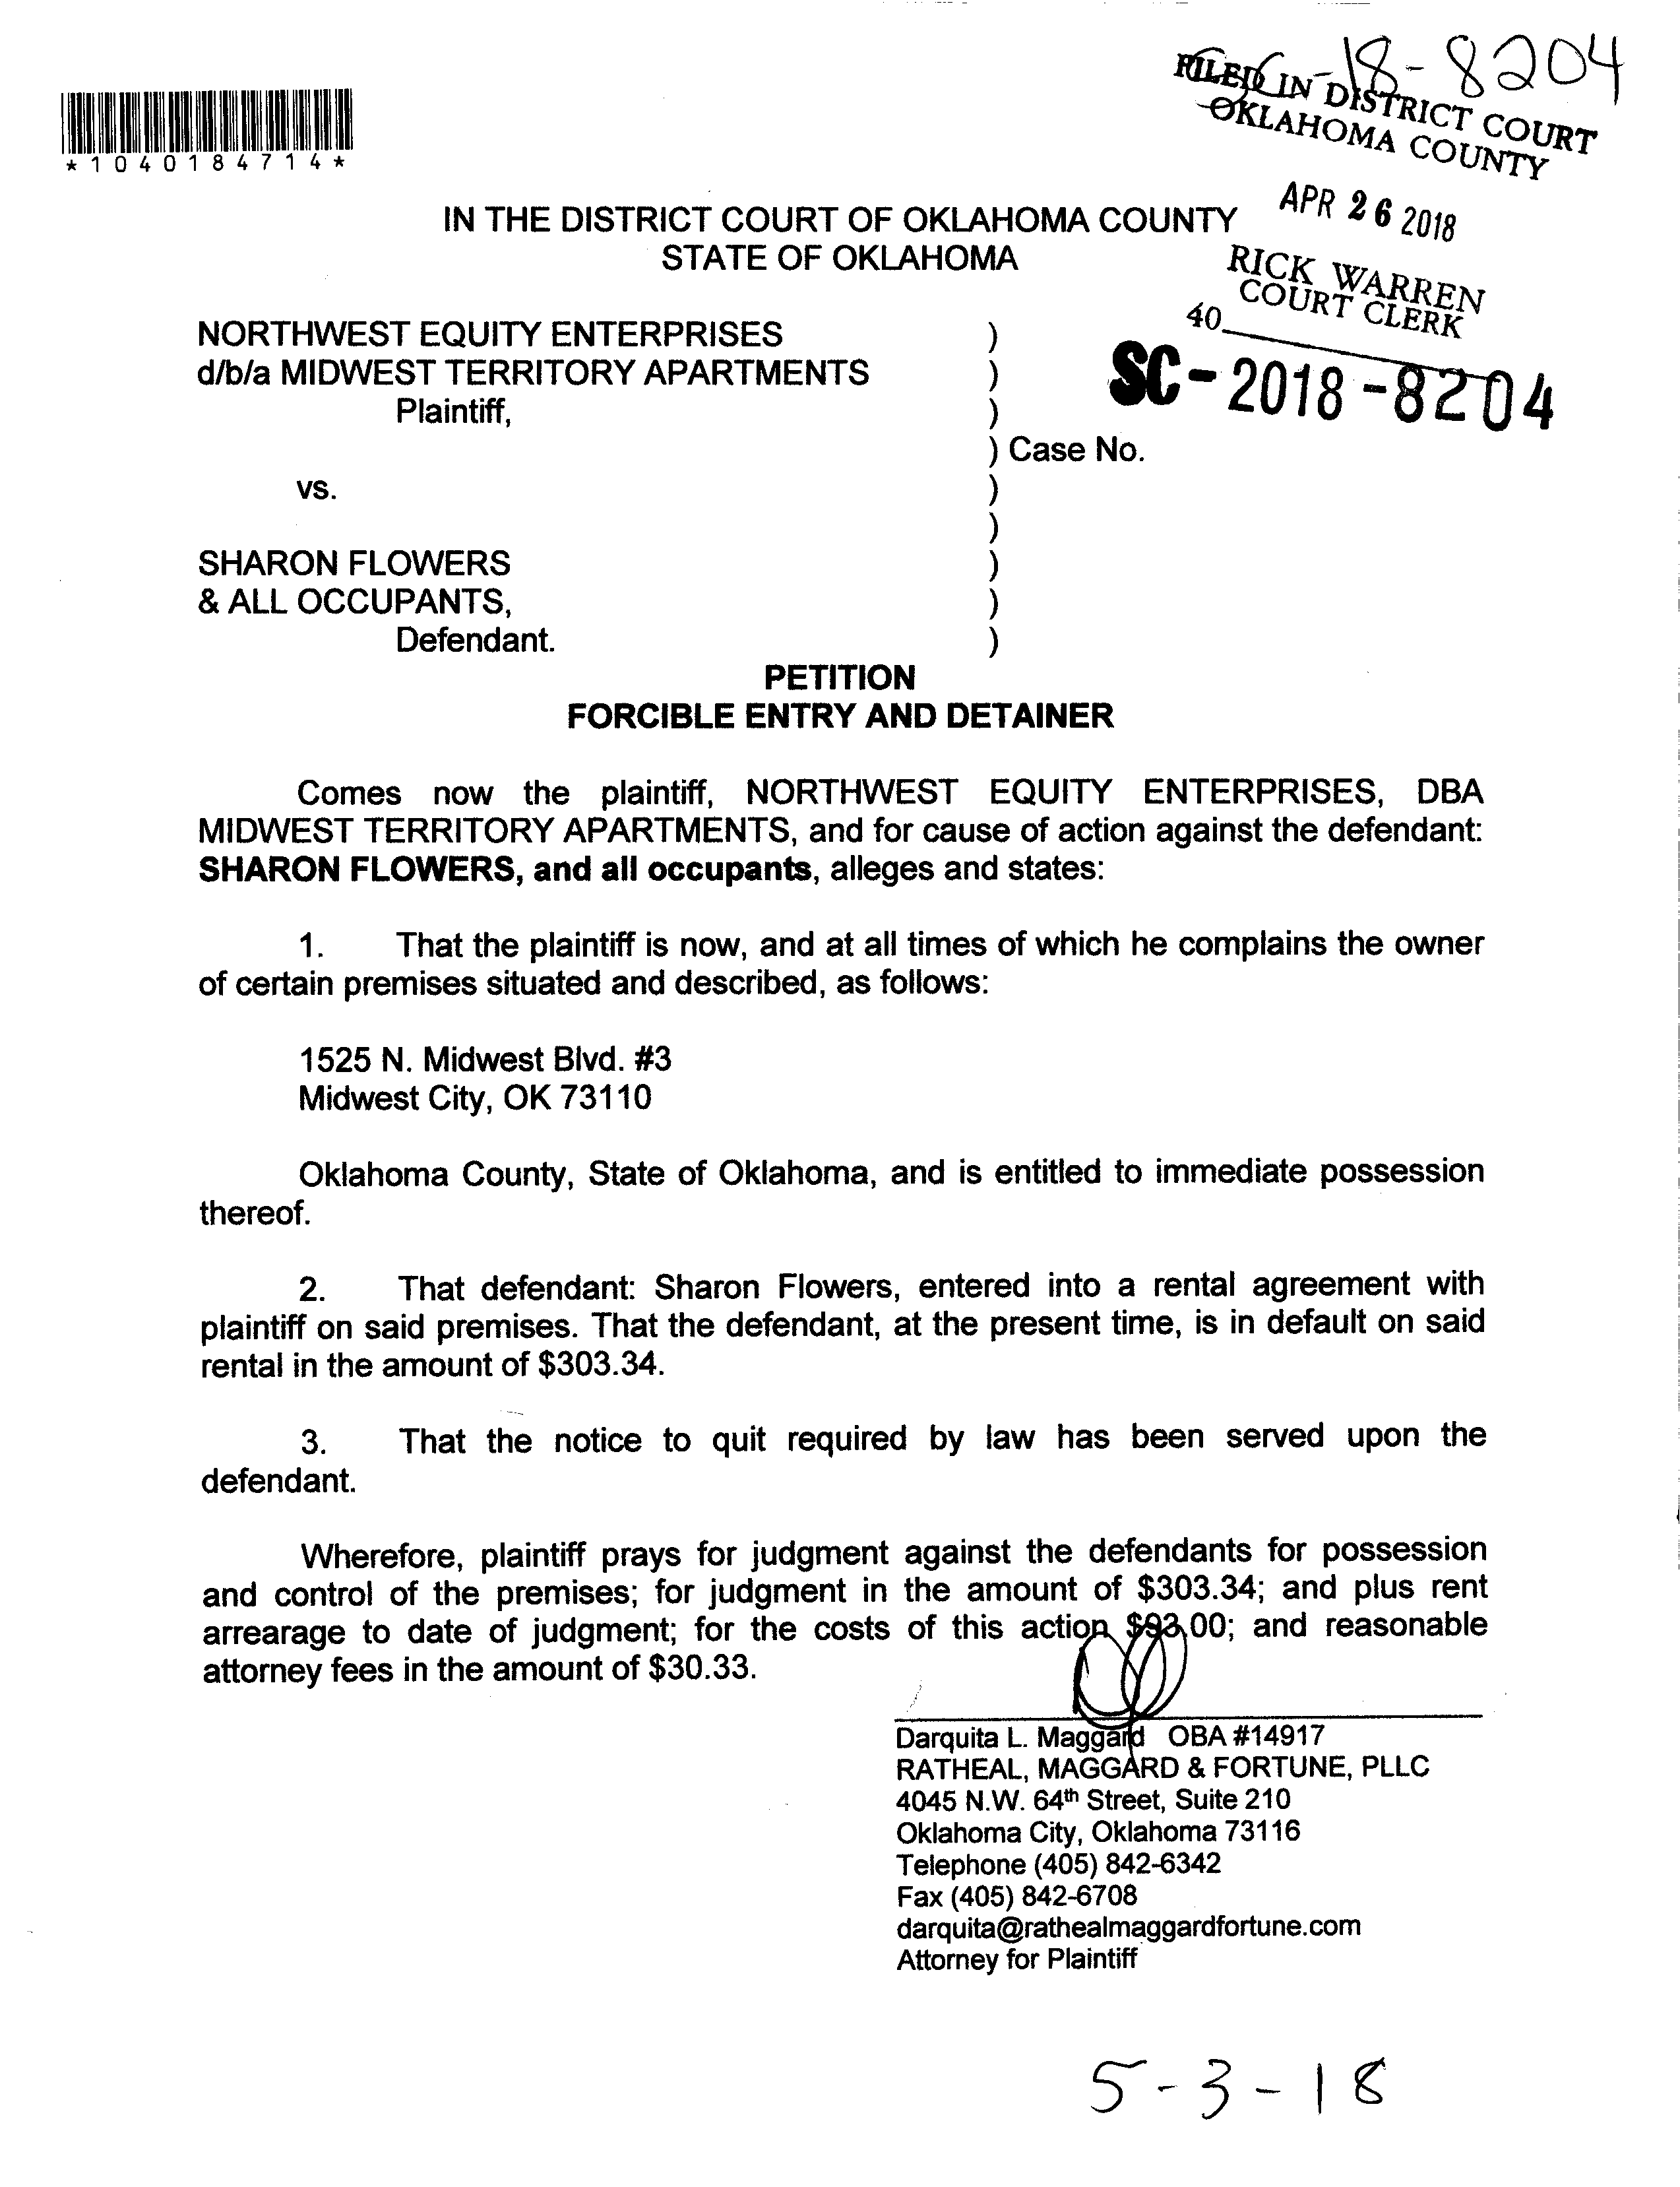 SC-18-8204
FILED IN DISTRICT COURT
OKLAHOMA COUNTY
*1040184714*
APR 26 2018
IN THE DISTRICT COURT OF OKLAHOMA COUNTY
STATE OF OKLAHOMA
RICK WARREN
COURT CLERK
40
NORTHWEST EQUITY ENTERPRISES )
d/b/a MIDWEST TERRITORY APARTMENTS )
SC-2018-8204
Plaintiff, )
) Case No.
vs. )
)
SHARON FLOWERS )
& ALL OCCUPANTS, )
Defendant. )
PETITION
FORCIBLE ENTRY AND DETAINER
Comes now the plaintiff, NORTHWEST EQUITY ENTERPRISES, DBA
MIDWEST TERRITORY APARTMENTS, and for cause of action against the defendant:
SHARON FLOWERS, and all occupants, alleges and states:
1. That the plaintiff is now, and at all times of which he complains the owner
of certain premises situated and described, as follows:
1525 N. Midwest Blvd. #3
Midwest City, OK 73110
Oklahoma County, State of Oklahoma, and is entitled to immediate possession
thereof.
2. That defendant: Sharon Flowers, entered into a rental agreement with
plaintiff on said premises. That the defendant, at the present time, is in default on said
rental in the amount of $303.34.
3. That the notice to quit required by law has been served upon the
defendant.
Wherefore, plaintiff prays for judgment against the defendants for possession
and control of the premises; for judgment in the amount of $303.34; and plus rent
arrearage to date of judgment; for the costs of this action $93.00; and reasonable
attorney fees in the amount of $30.33.
Darquita L. Maggard OBA #14917
RATHEAL, MAGGARD & FORTUNE, PLLC
4045 N.W. 64th Street, Suite 210
Oklahoma City, Oklahoma 73116
Telephone (405) 842-6342
Fax (405) 842-6708
darquita@rathealmaggardfortune.com
Attorney for Plaintiff
5-3-18